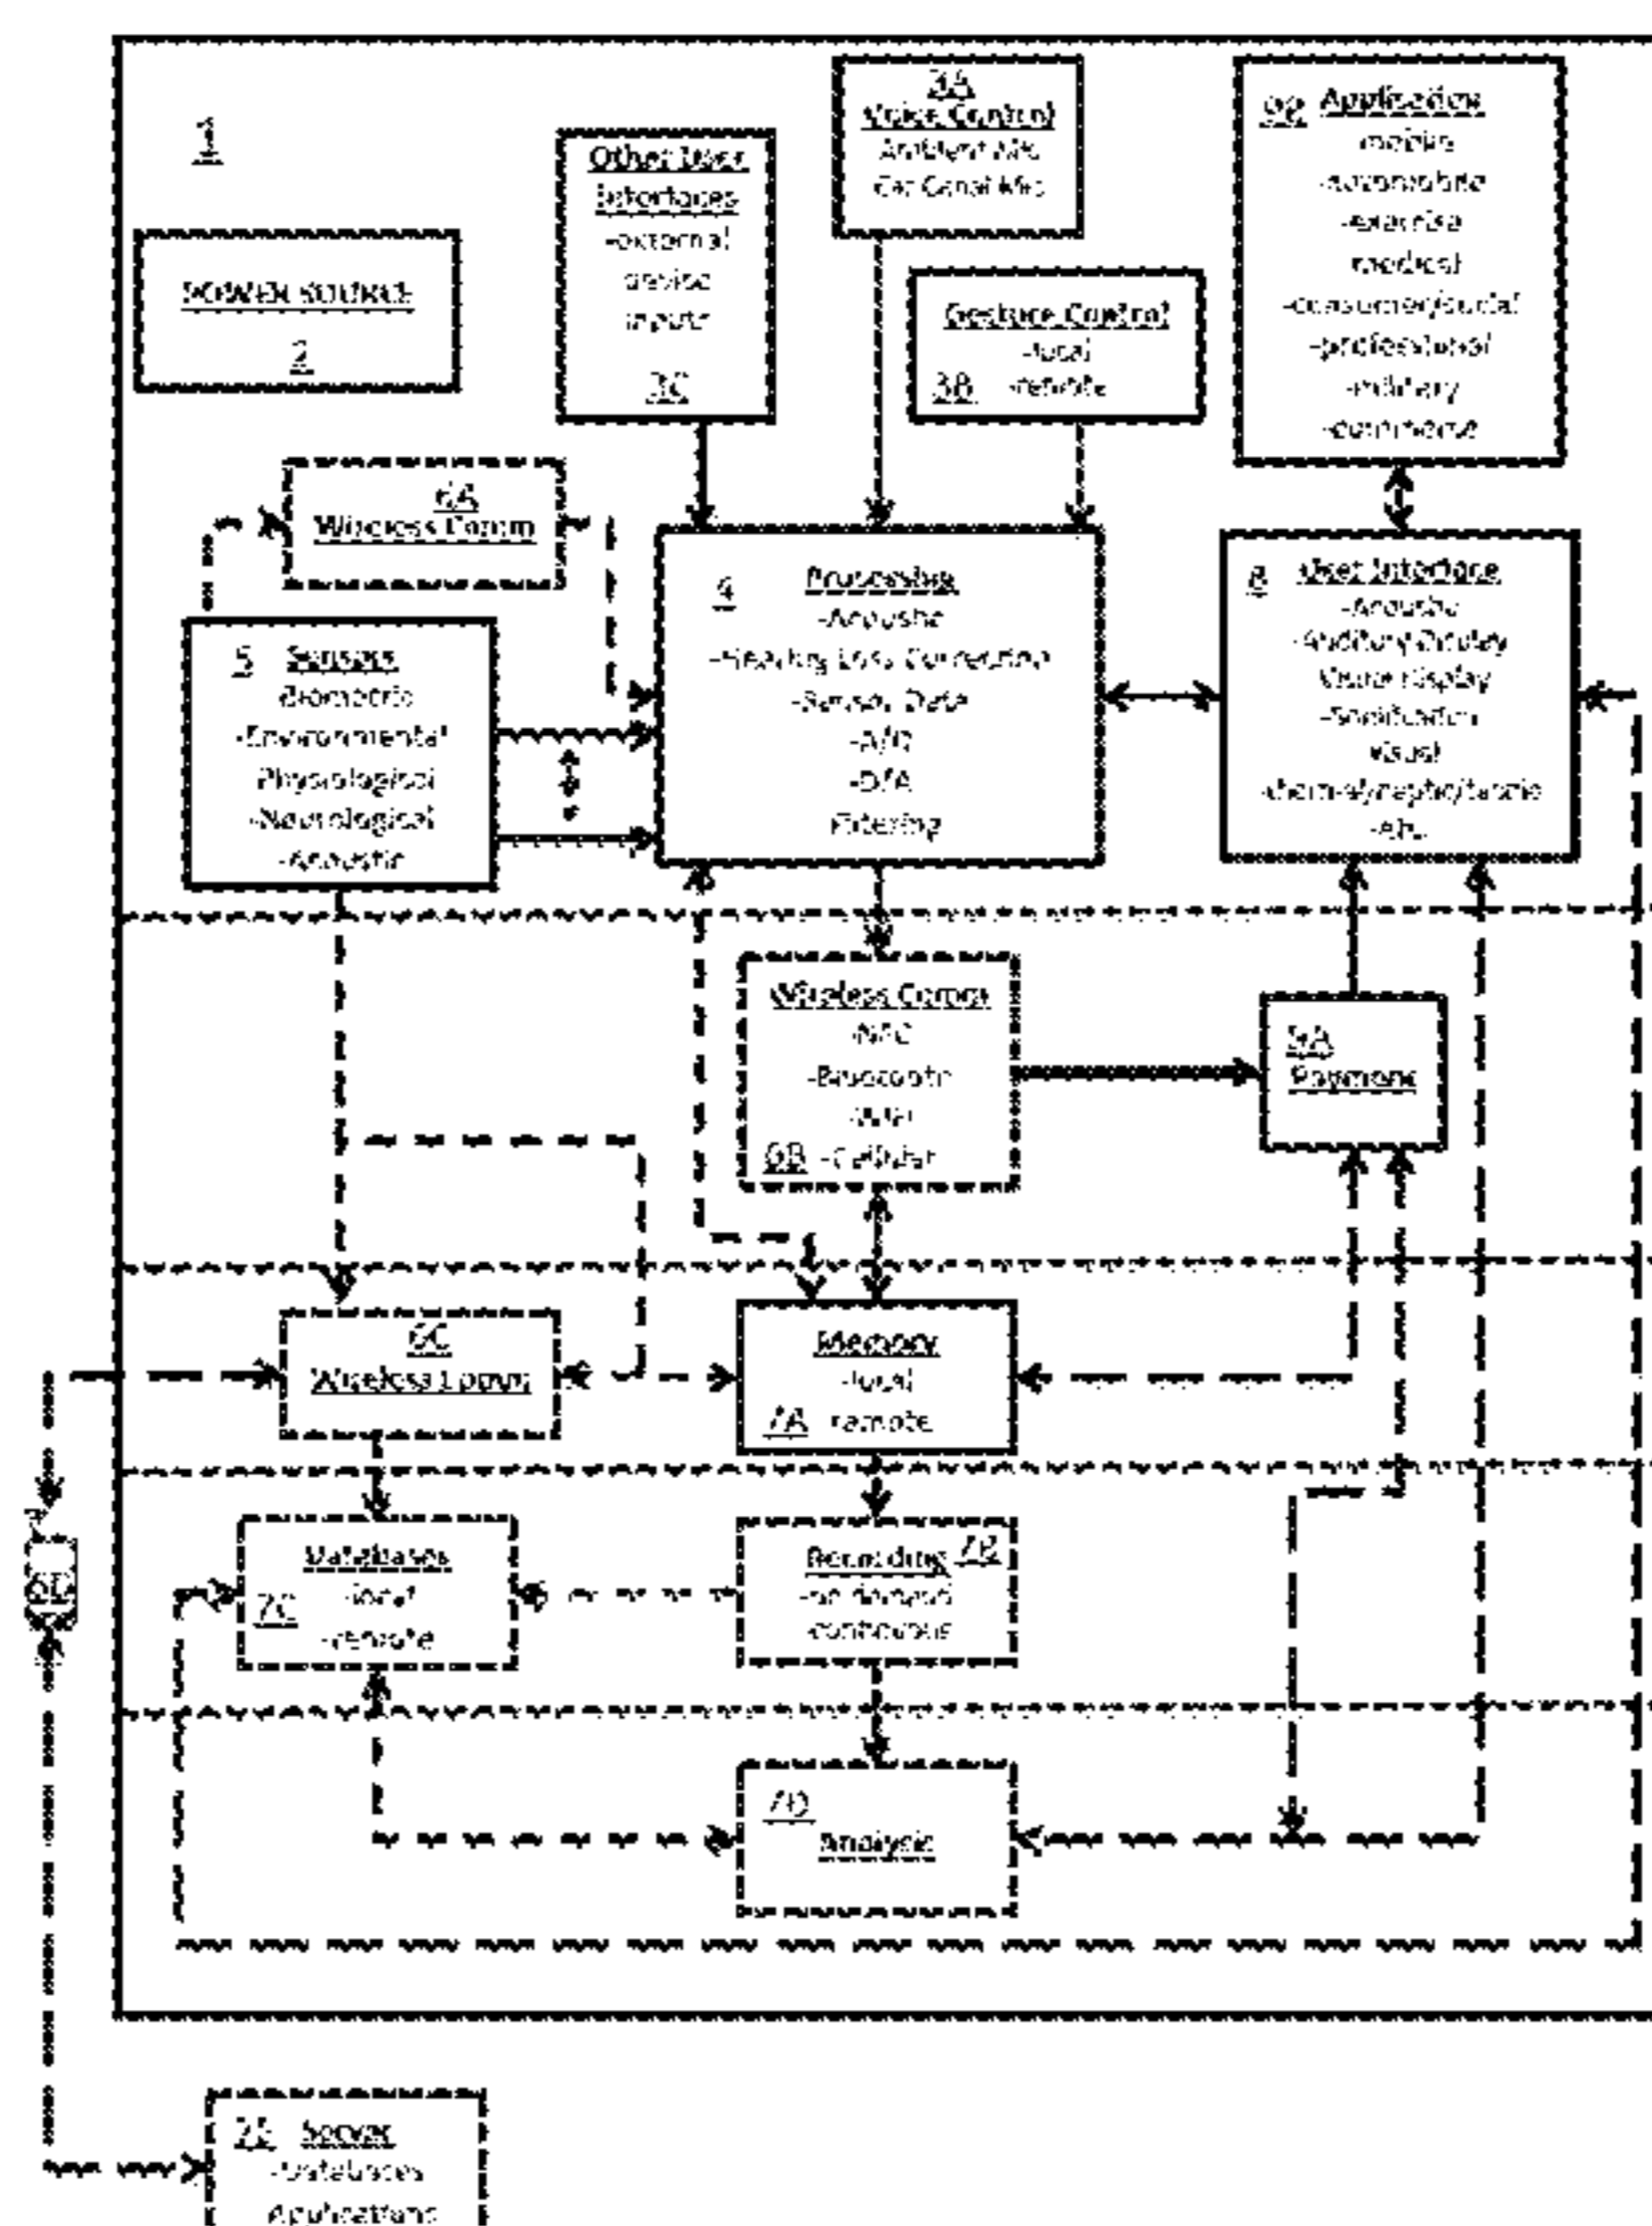 1
POWER SOURCE
2
Other User
Interfaces
-external
device
inputs
3C
3A
Voice Control
Ambient Mic
Ear Canal Mic
Gesture Control
-local
3B -remote
Application
mobile
-automobile
-exercise
medical
-consumer/social
-professional
-military
-commerce
6A
Wireless Comm
5 Sensors
Biometric
-Environmental
Physiological
-Neurological
-Acoustic
4 Processing
-Acoustic
-Hearing Loss Correction
-Sensor Data
-A/D
-D/A
Filtering
8 User Interface
-Acoustic
-Auditory Display
Visual Display
-Sonification
Visual
Wireless Comm
NFC
-Bluetooth
6B -Cellular
9A
Payment
6C
Wireless Comm
Memory
-local
7A remote
6D
Databases
-local
7C -remote
Recording 7B
-on demand
continuous
7D
Analysis
7E Server
-Databases
Applications